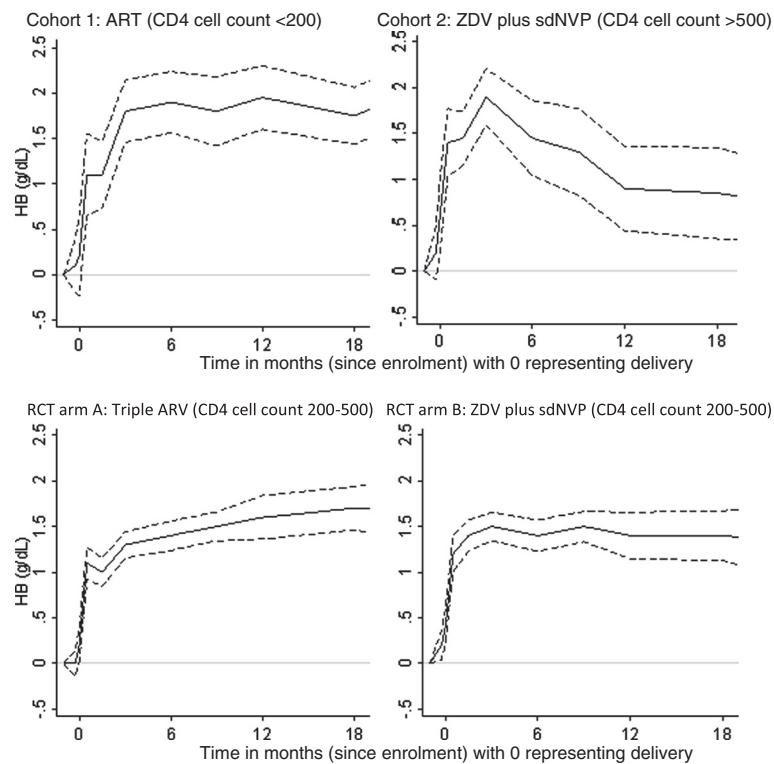 Cohort 1: ART (CD4 cell count <200)
Cohort 2: ZDV plus sdNVP (CD4 cell count >500)
HB (g/dL)
2.5
2
1.5
1
.5
0
-.5
0 6 12 18
2.5
2
1.5
1
.5
0
-.5
0 6 12 18
Time in months (since enrolment) with 0 representing delivery
RCT arm A: Triple ARV (CD4 cell count 200-500)
RCT arm B: ZDV plus sdNVP (CD4 cell count 200-500)
HB (g/dL)
2.5
2
1.5
1
.5
0
-.5
0 6 12 18
2.5
2
1.5
1
.5
0
-.5
0 6 12 18
Time in months (since enrolment) with 0 representing delivery